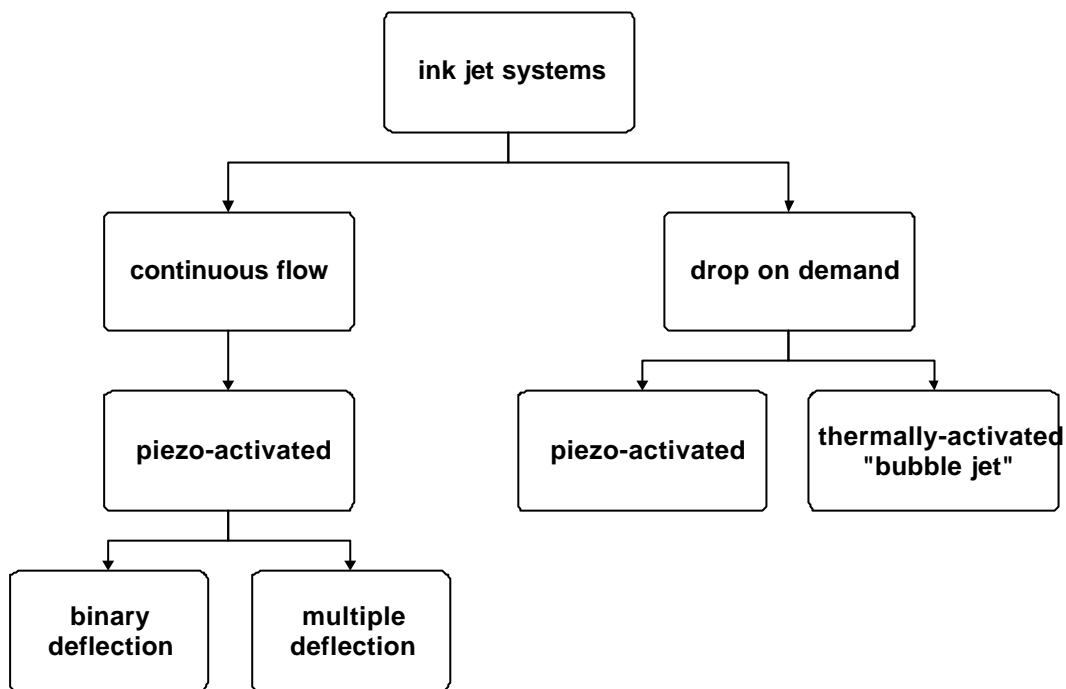 ink jet systems
continuous flow
drop on demand
piezo-activated
piezo-activated
thermally-activated
"bubble jet"
binary
deflection
multiple
deflection